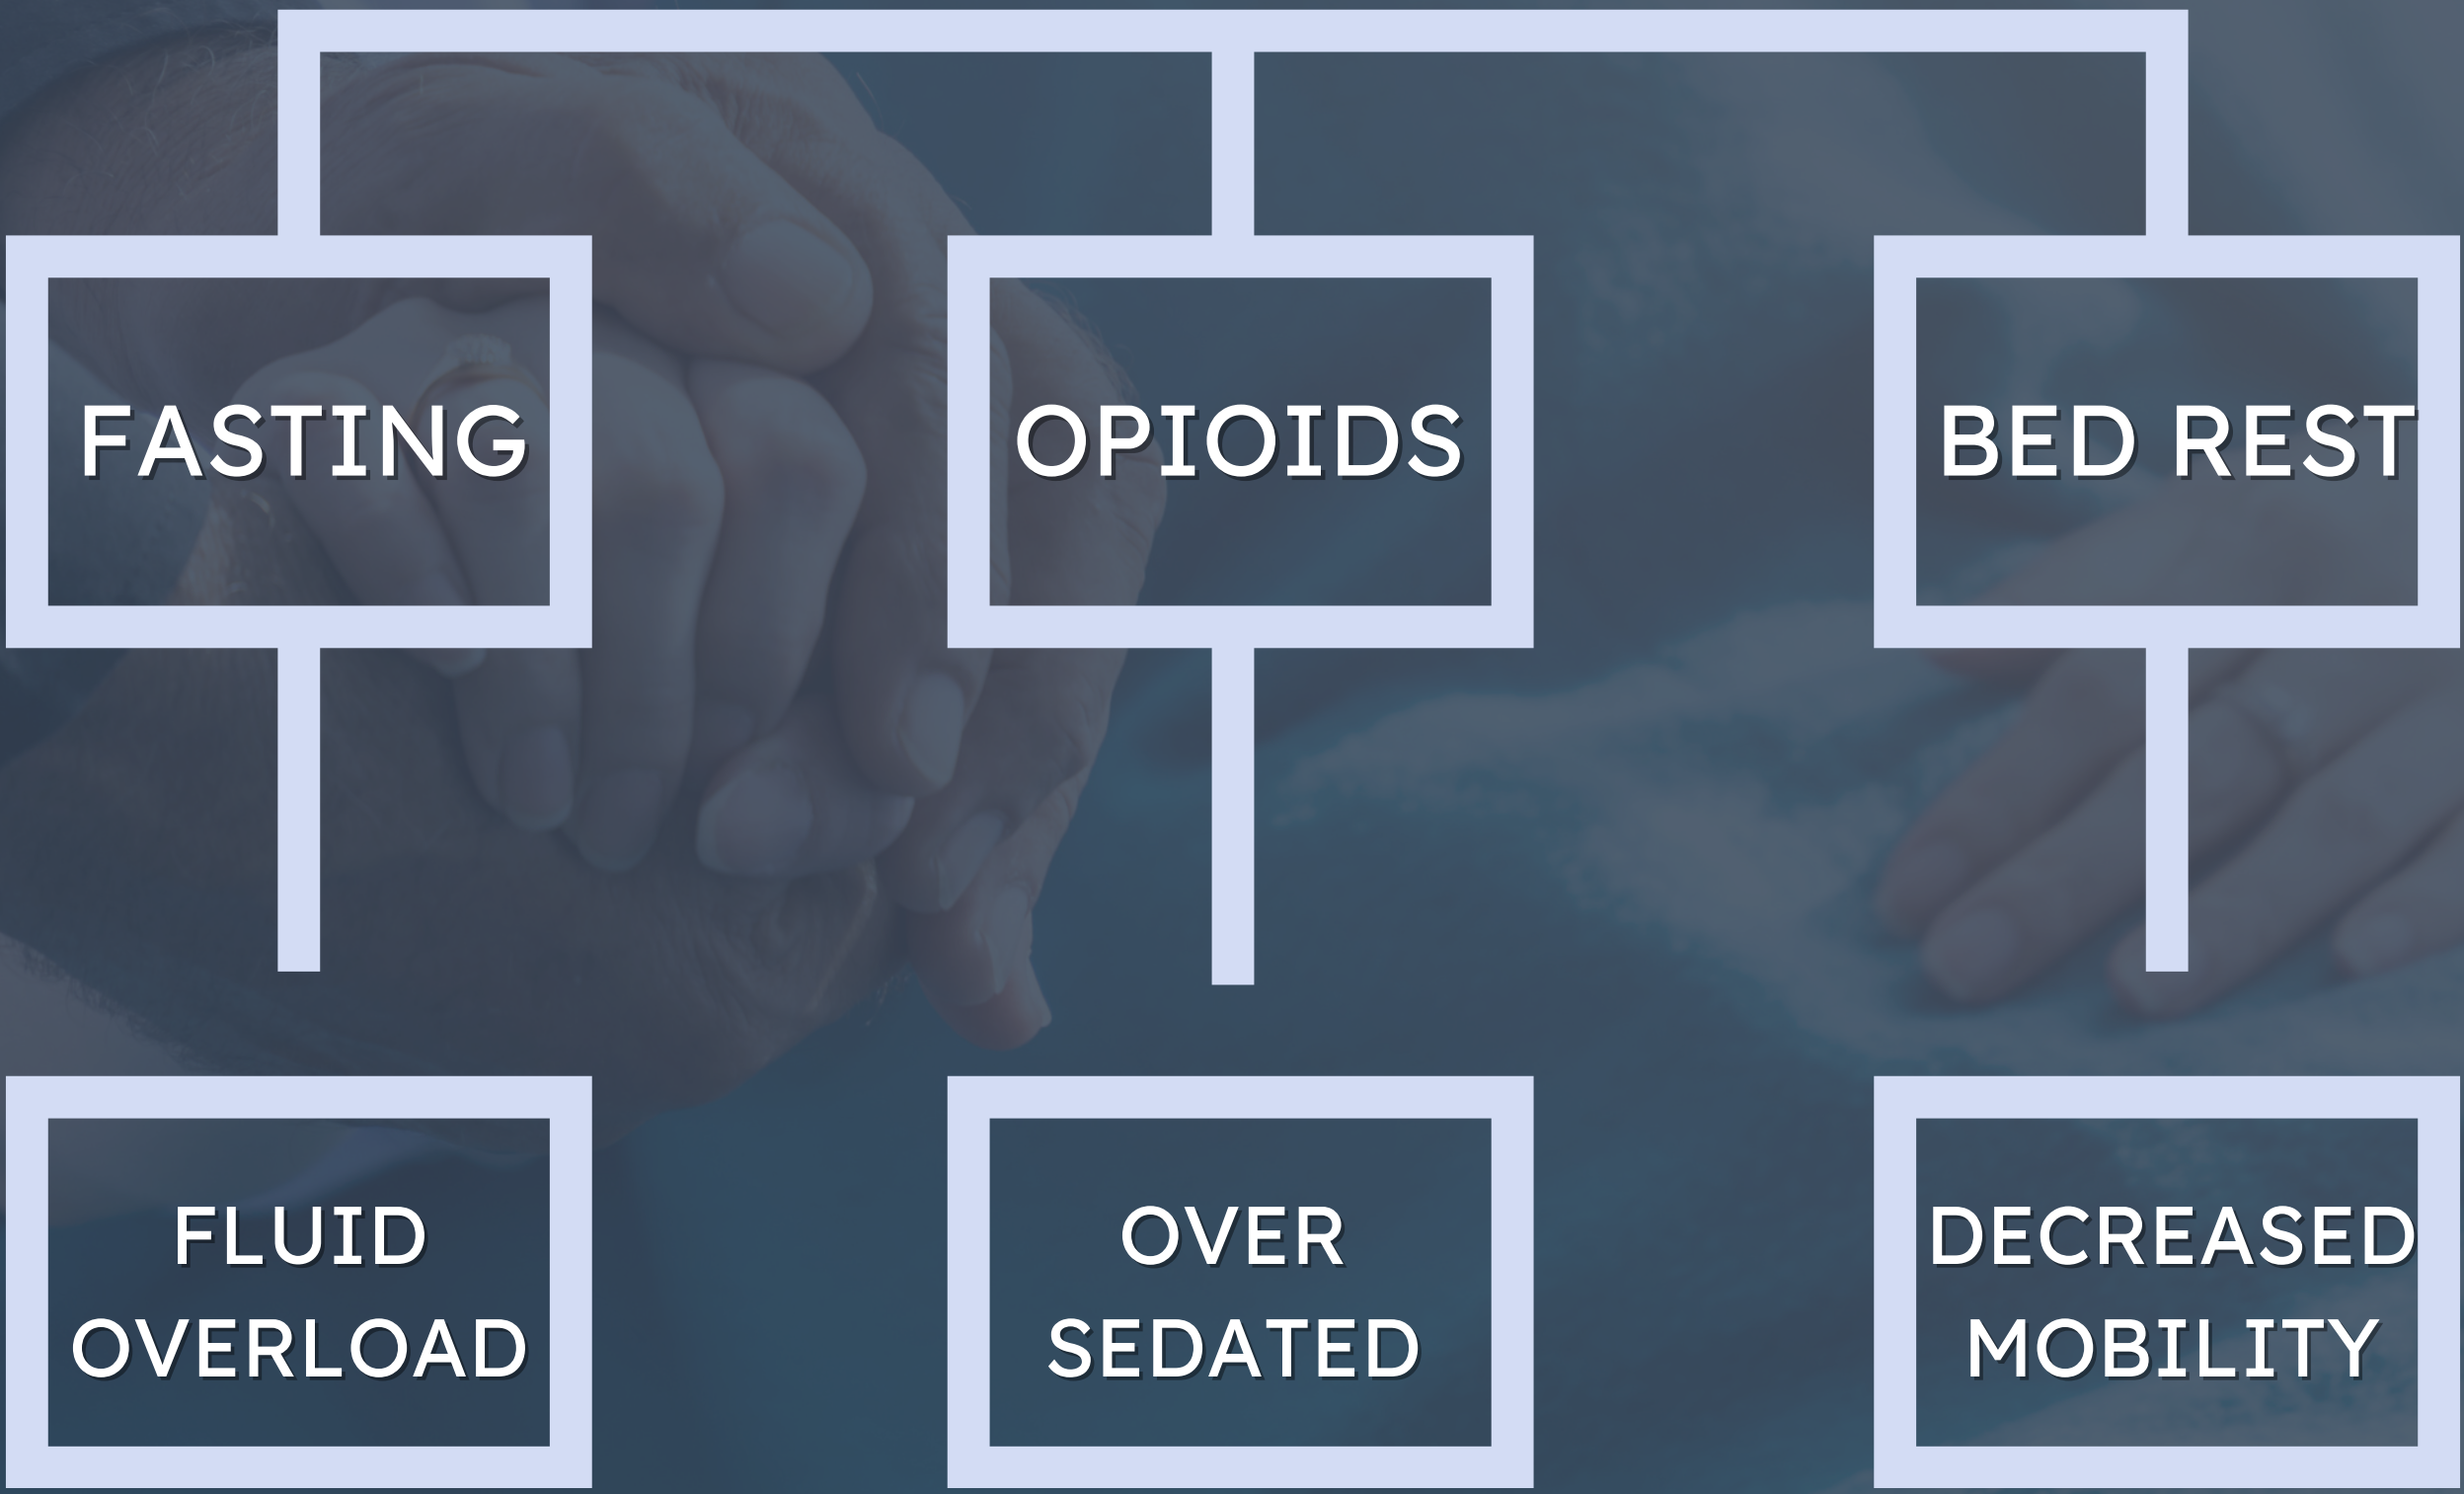 FASTING
OPIOIDS
BED REST
FLUID
OVERLOAD
OVER
SEDATED
DECREASED
MOBILITY